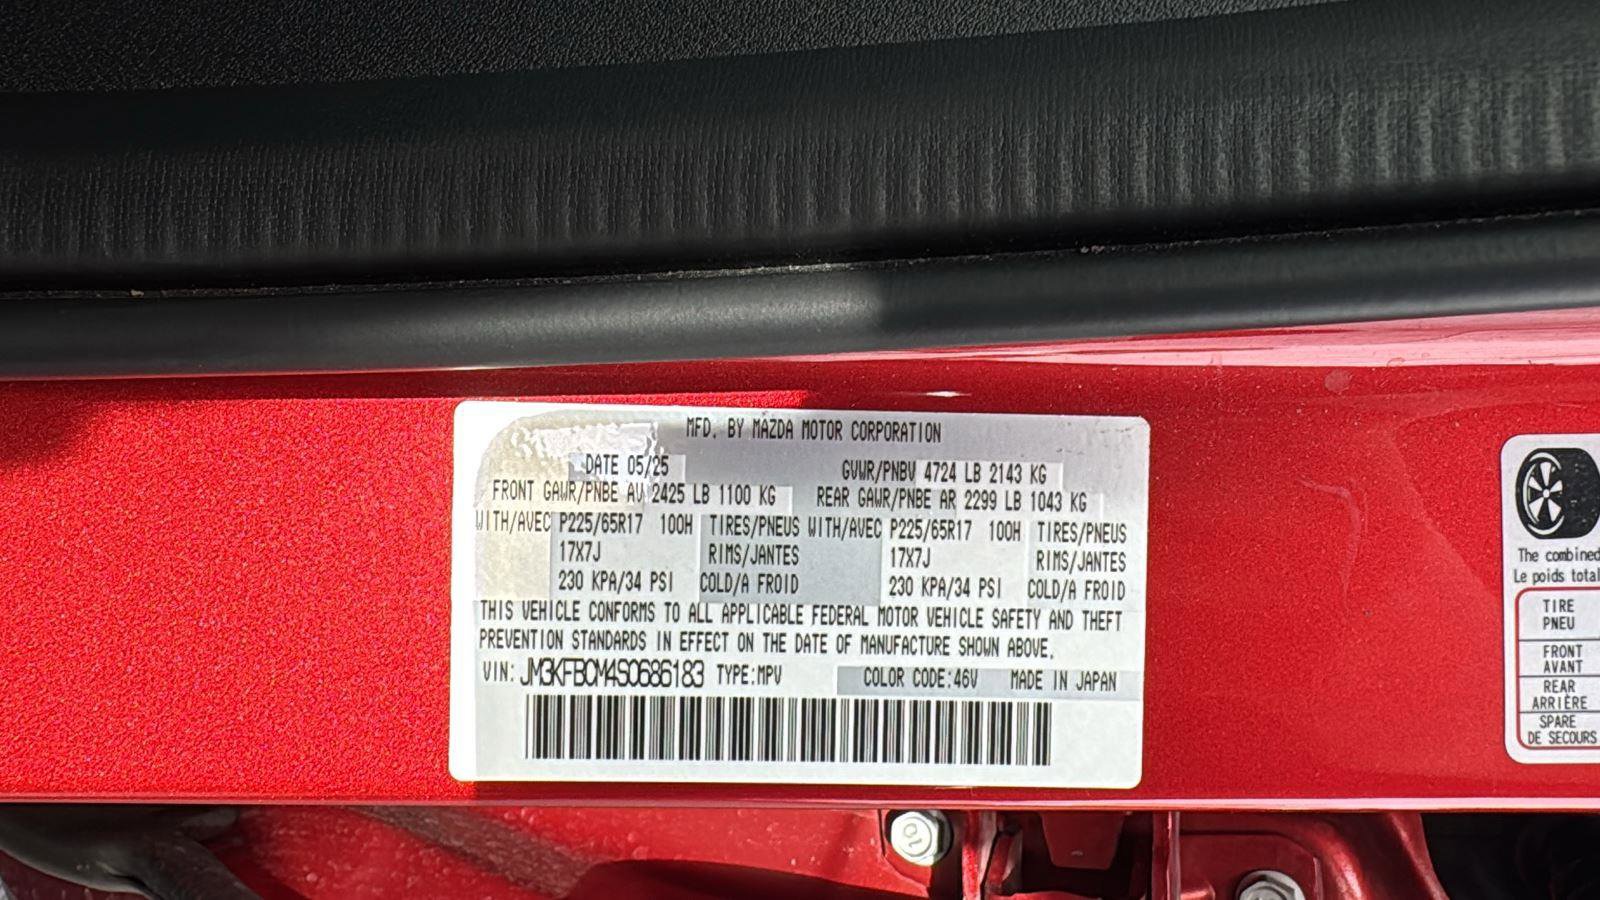 MFD. BY MAZDA MOTOR CORPORATION
DATE 05/25 GVWR/PNBV 4724 LB 2143 KG
FRONT GAWR/PNBE AV 2425 LB 1100 KG REAR GAWR/PNBE AR 2299 LB 1043 KG
WITH/AVEC P225/65R17 100H TIRES/PNEUS WITH/AVEC P225/65R17 100H TIRES/PNEUS
17X7J RIMS/JANTES 17X7J RIMS/JANTES
230 KPA/34 PSI COLD/A FROID 230 KPA/34 PSI COLD/A FROID
THIS VEHICLE CONFORMS TO ALL APPLICABLE FEDERAL MOTOR VEHICLE SAFETY AND THEFT
PREVENTION STANDARDS IN EFFECT ON THE DATE OF MANUFACTURE SHOWN ABOVE.
VIN: JM3KFBCM4S0686183 TYPE:MPV COLOR CODE:46V MADE IN JAPAN
The combined
Le poids total
TIRE
PNEU
FRONT
AVANT
REAR
ARRIÈRE
SPARE
DE SECOURS
10